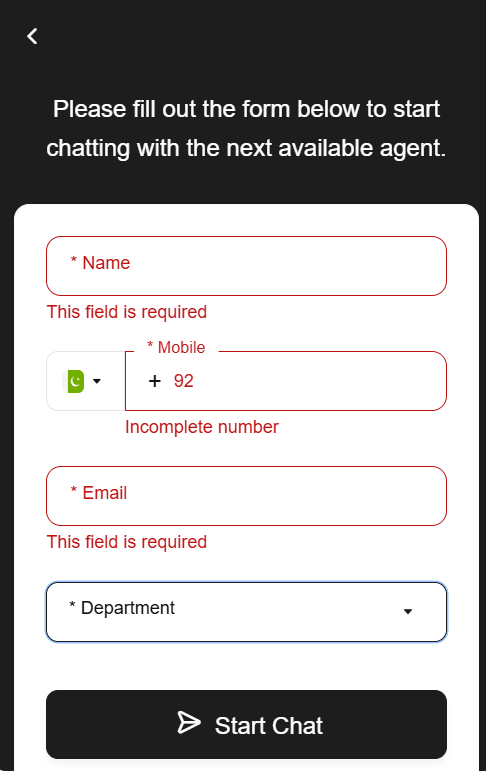 Please fill out the form below to start
chatting with the next available agent.
* Name
This field is required
* Mobile
+ 92
Incomplete number
* Email
This field is required
* Department
Start Chat